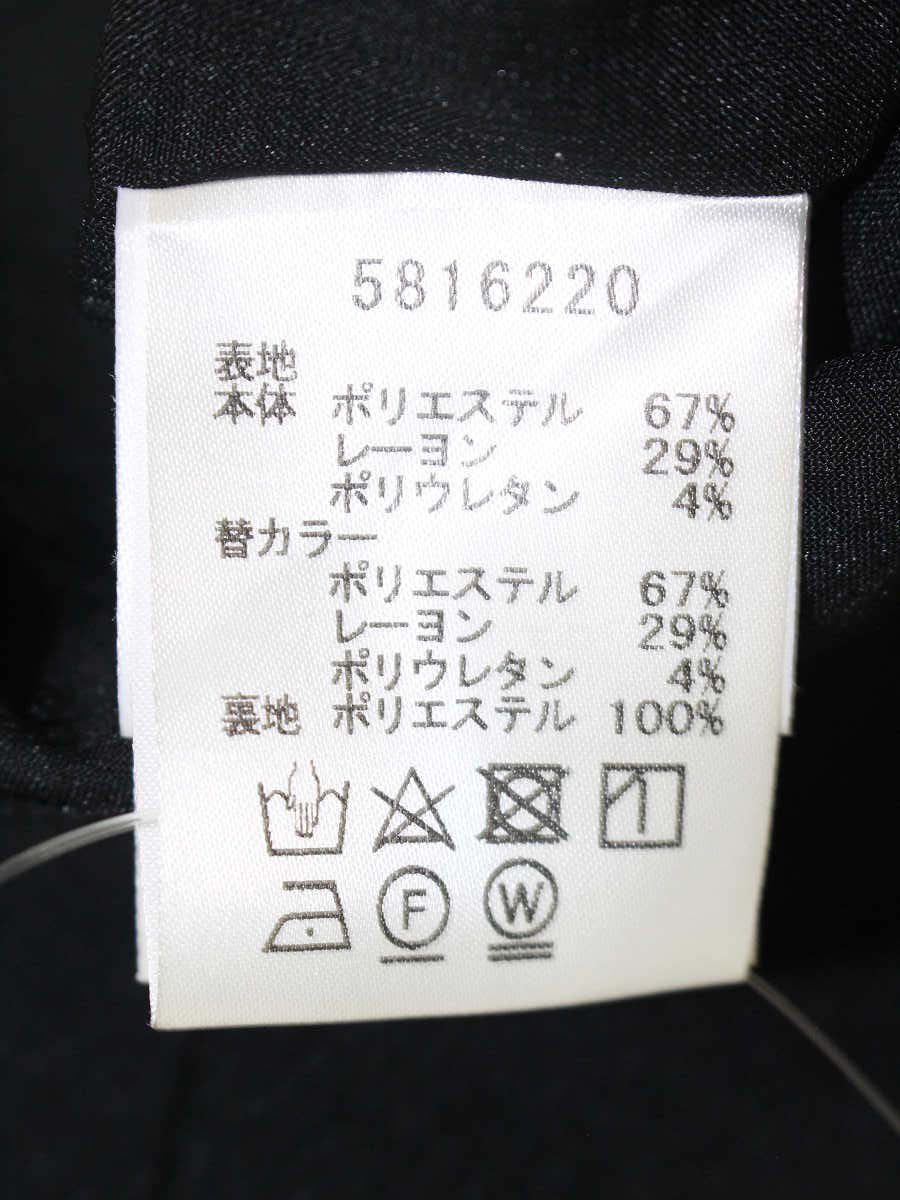 5816220
表地
本体 ポリエステル 67%
レーヨン 29%
ポリウレタン 4%
替カラー
ポリエステル 67%
レーヨン 29%
ポリウレタン 4%
裏地 ポリエステル 100%
F W